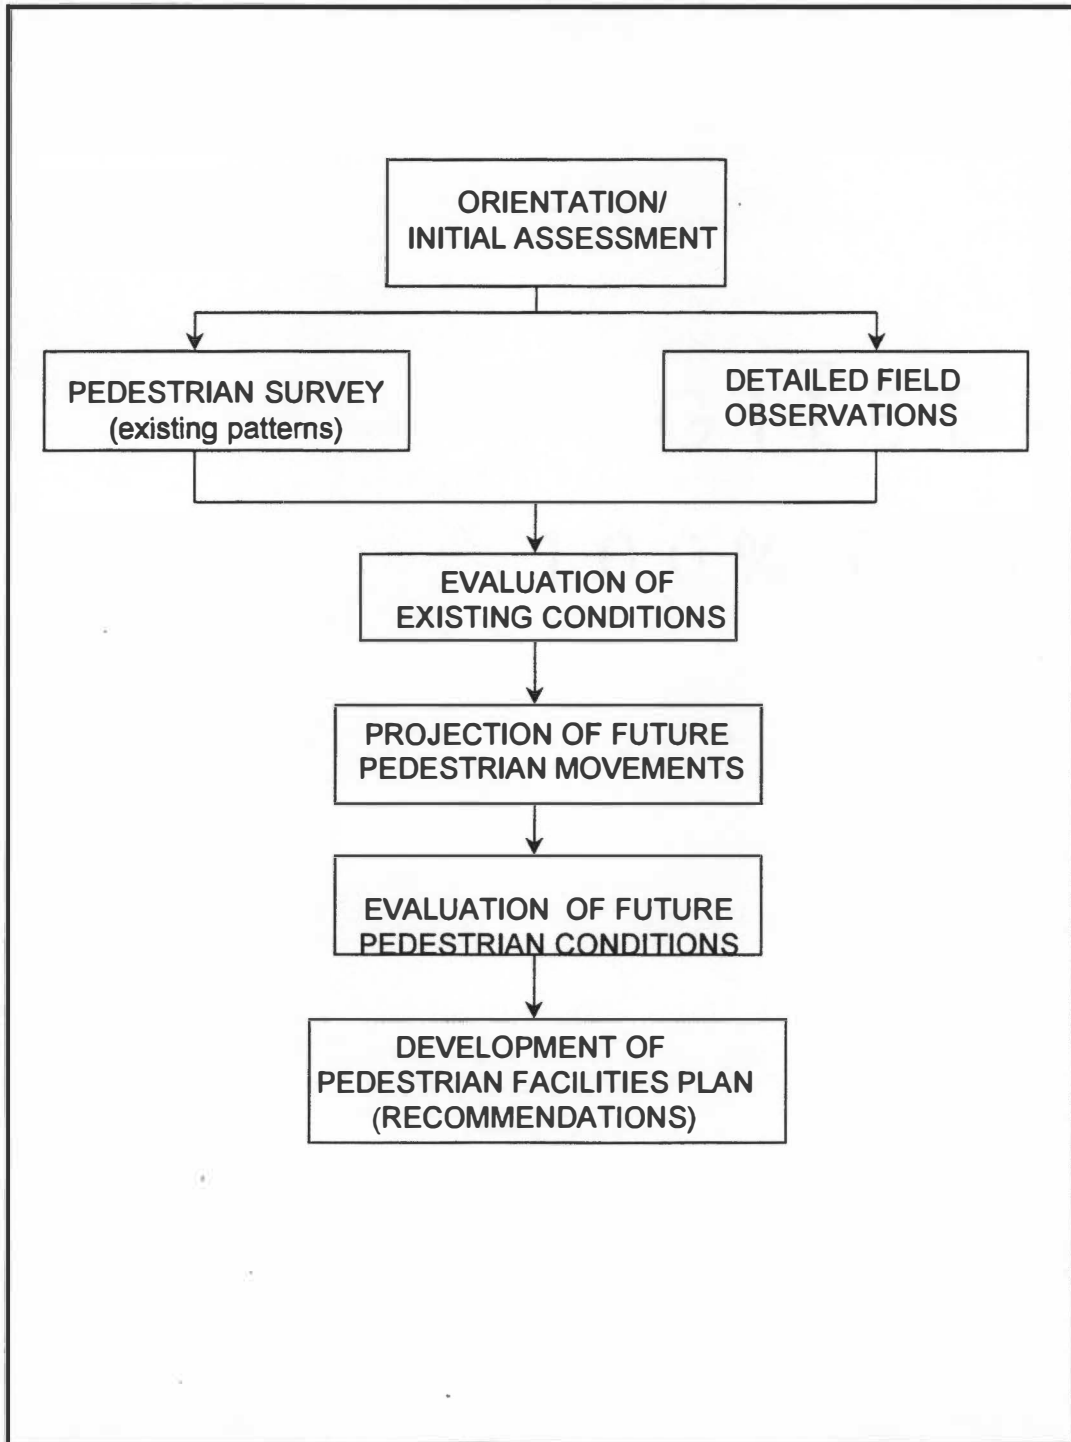 ORIENTATION/
INITIAL ASSESSMENT
PEDESTRIAN SURVEY
(existing patterns)
DETAILED FIELD
OBSERVATIONS
EVALUATION OF
EXISTING CONDITIONS
PROJECTION OF FUTURE
PEDESTRIAN MOVEMENTS
EVALUATION OF FUTURE
PEDESTRIAN CONDITIONS
DEVELOPMENT OF
PEDESTRIAN FACILITIES PLAN
(RECOMMENDATIONS)